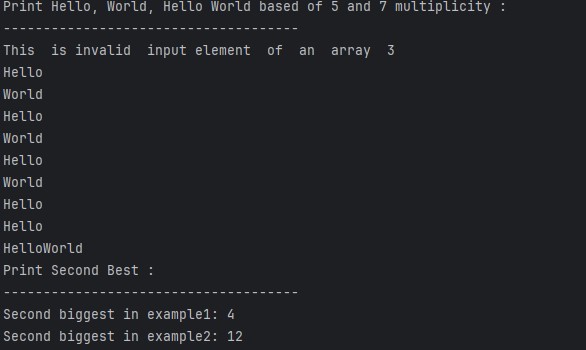 Print Hello, World, Hello World based of 5 and 7 multiplicity :
-------------------------------------
This  is invalid  input element  of  an  array  3
Hello
World
Hello
World
Hello
World
Hello
Hello
HelloWorld
Print Second Best :
-------------------------------------
Second biggest in example1: 4
Second biggest in example2: 12